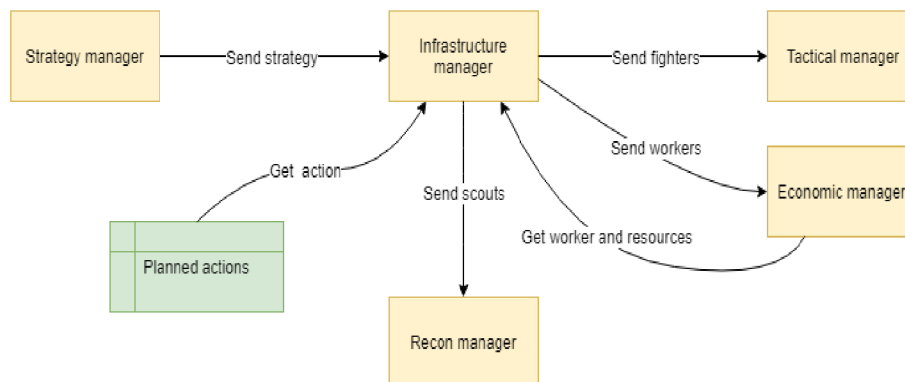 Strategy manager
Send strategy
Infrastructure
manager
Send fighters
Tactical manager
Send workers
Get action
Send scouts
Economic manager
Get worker and resources
Planned actions
Recon manager